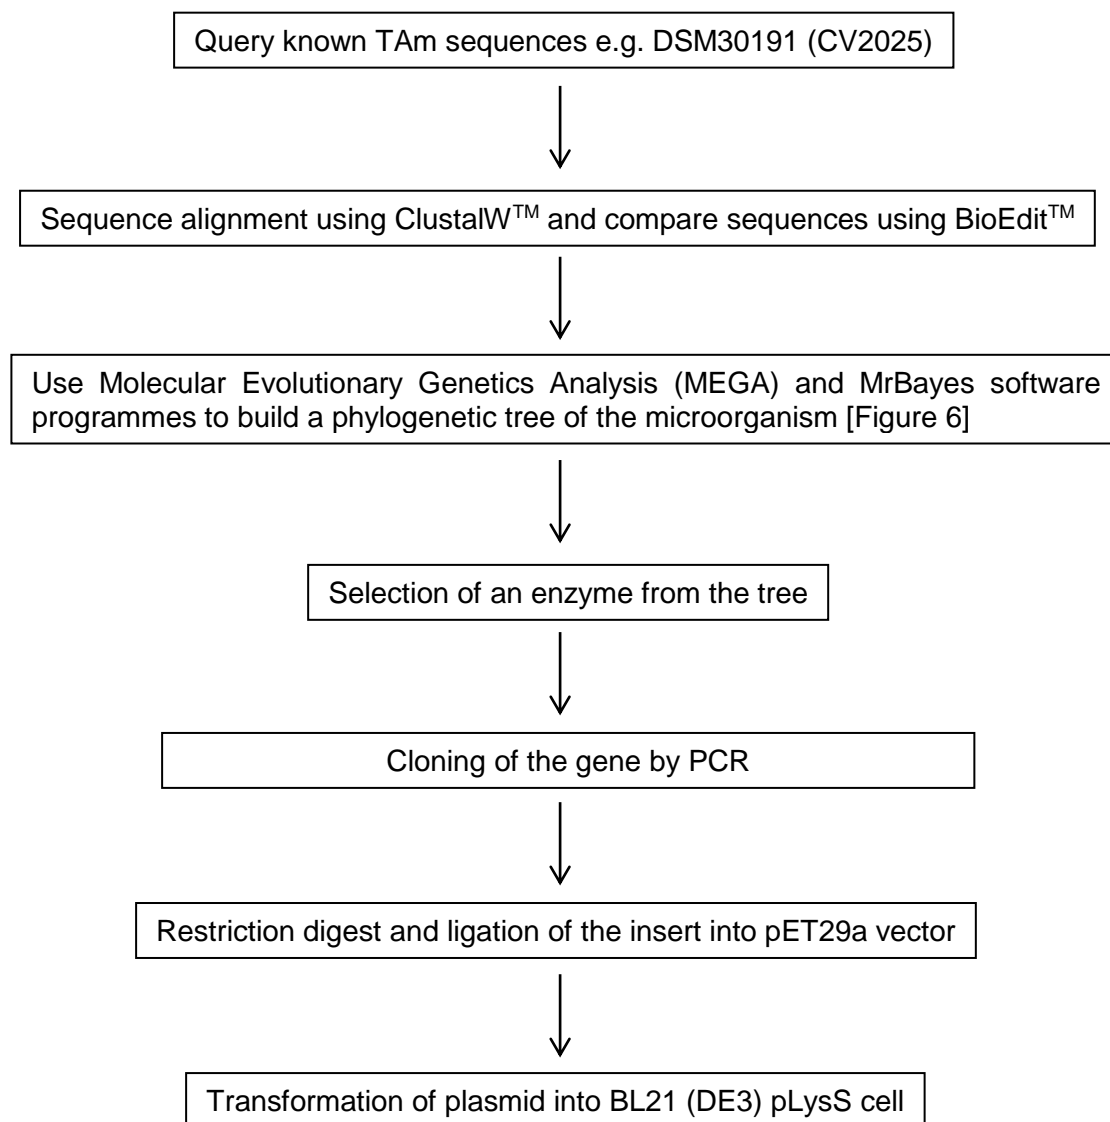 Query known TAm sequences e.g. DSM30191 (CV2025)
Sequence alignment using ClustalW™ and compare sequences using BioEdit™
Use Molecular Evolutionary Genetics Analysis (MEGA) and MrBayes software
programmes to build a phylogenetic tree of the microorganism [Figure 6]
Selection of an enzyme from the tree
Cloning of the gene by PCR
Restriction digest and ligation of the insert into pET29a vector
Transformation of plasmid into BL21 (DE3) pLysS cell